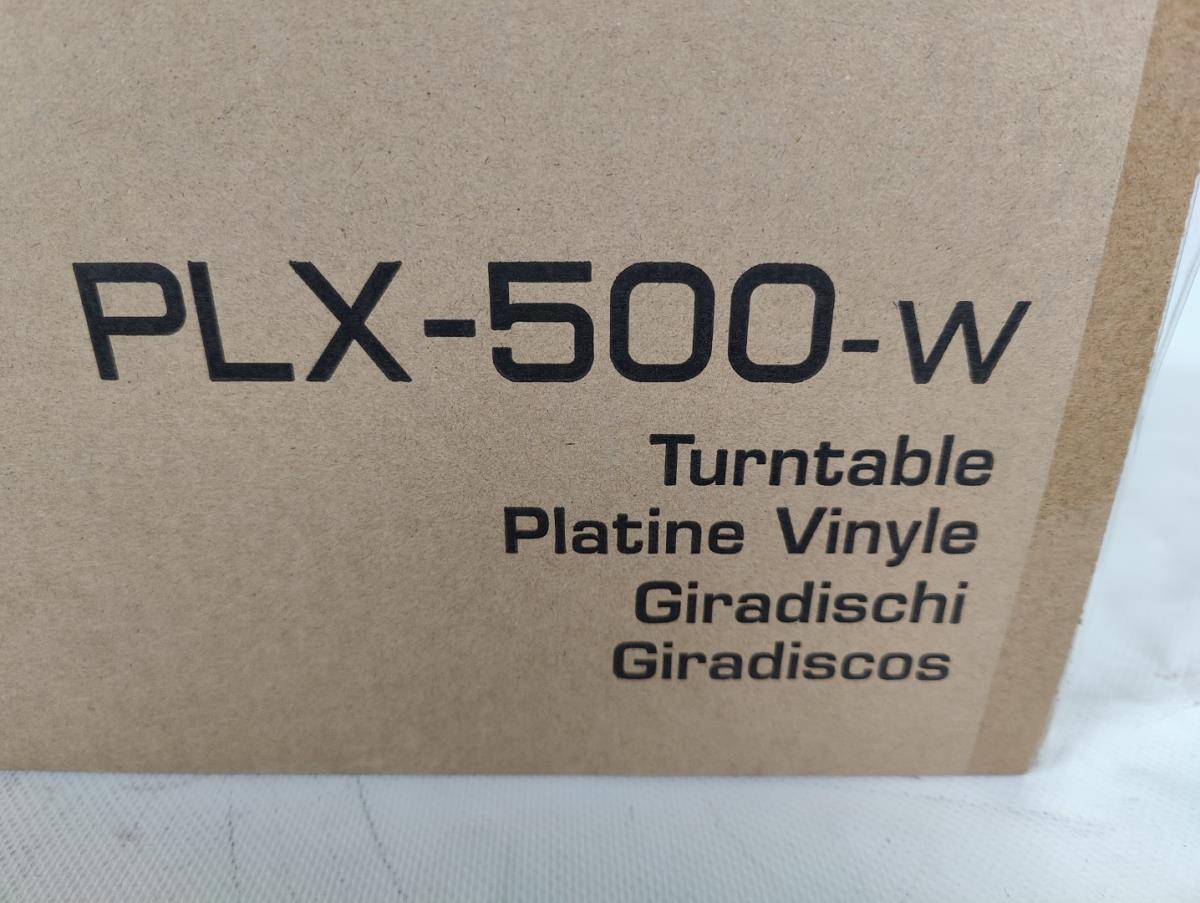 PLX-500-W
Turntable
Platine Vinyle
Giradischi
Giradiscos